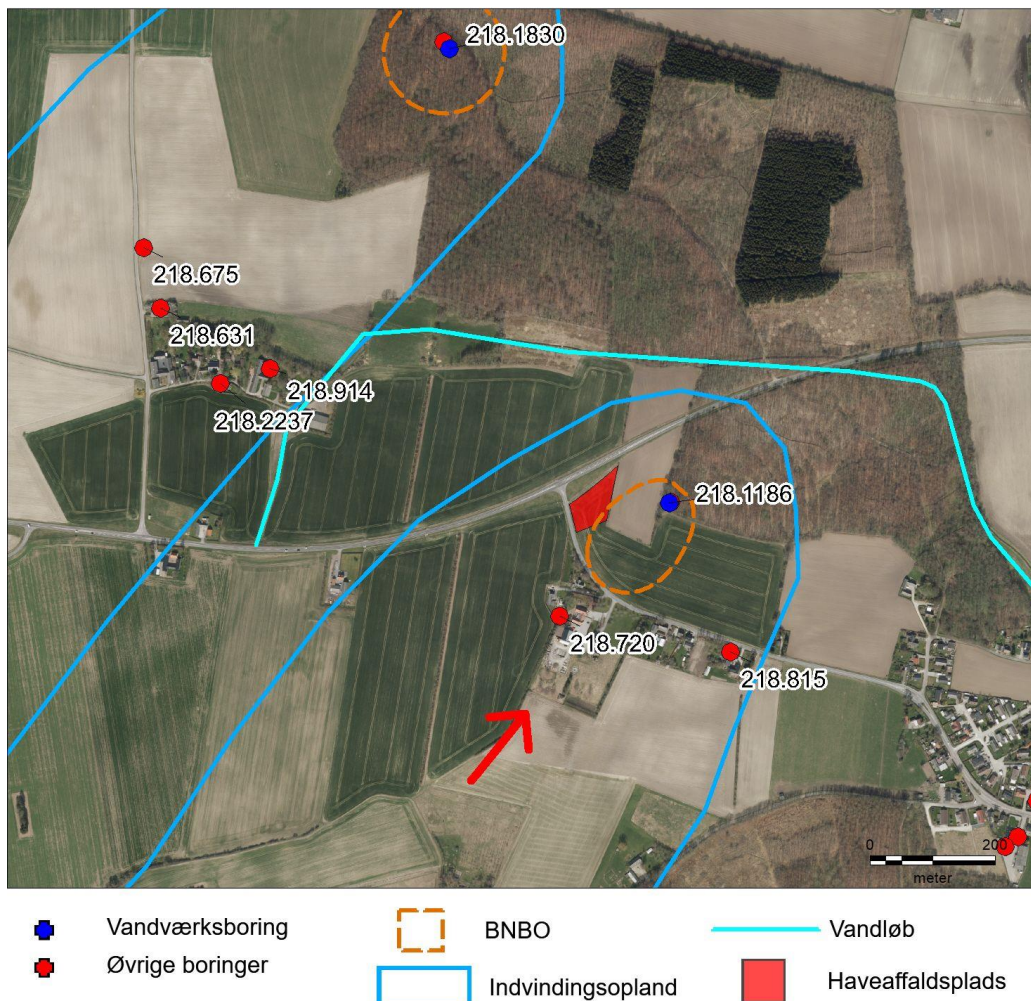 218.1830
218.675
218.631
218.914
218.2237
218.1186
218.720
218.815
0 200
meter
Vandværksboring
BNBO
Vandløb
Øvrige boringer
Indvindingsopland
Haveaffaldsplads